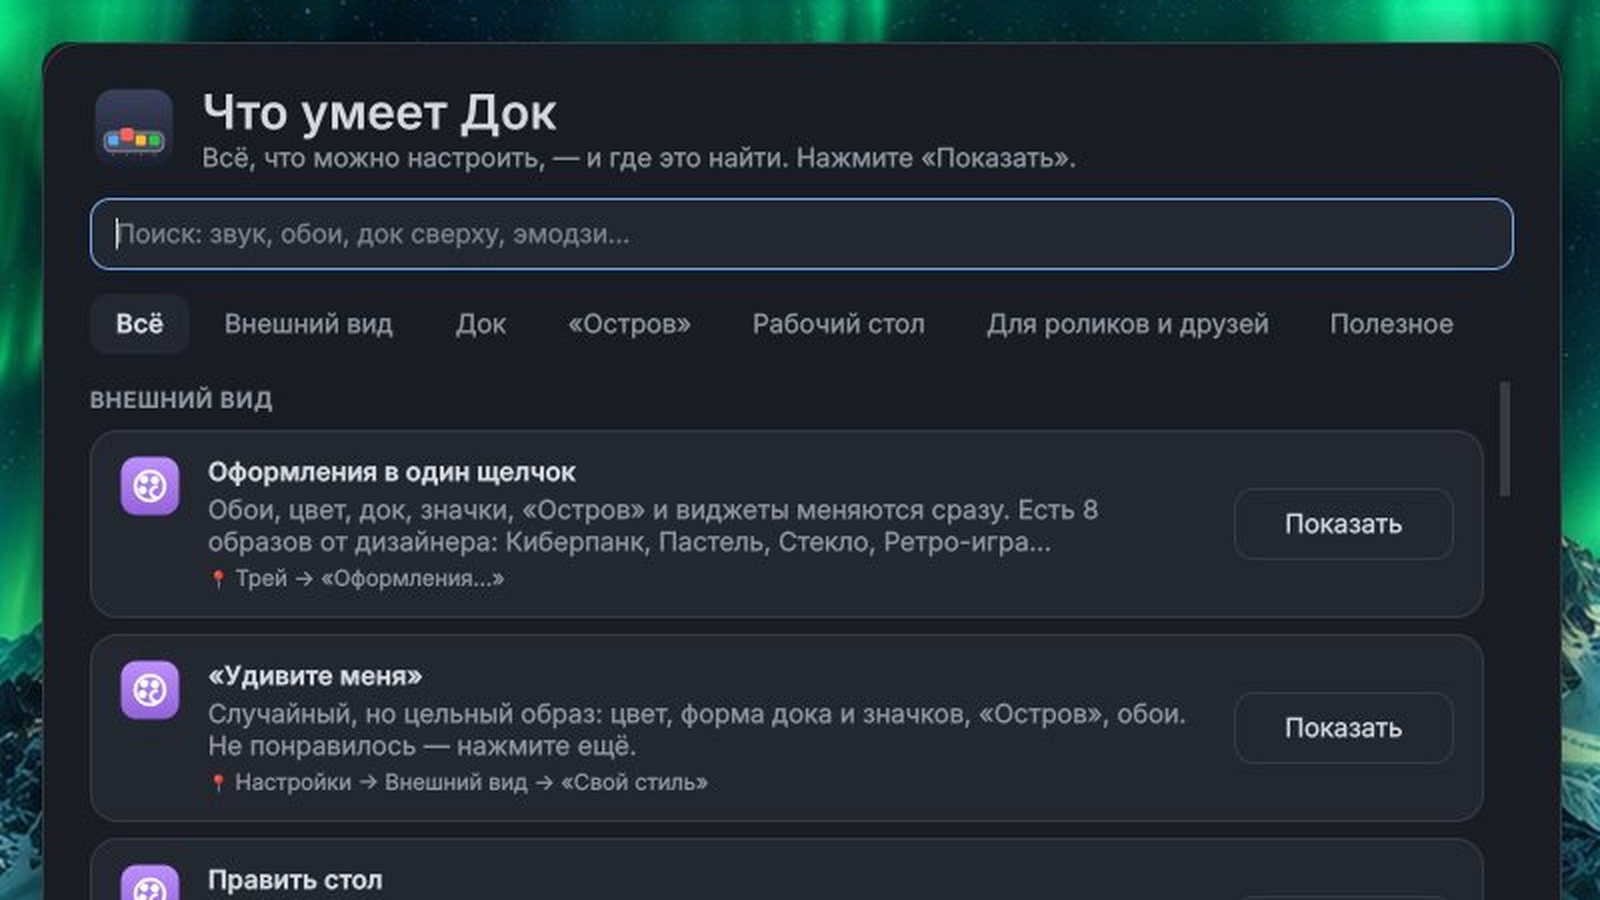 Что умеет Док
Всё, что можно настроить, — и где это найти. Нажмите «Показать».
Поиск: звук, обои, док сверху, эмодзи...
Всё Внешний вид Док «Остров» Рабочий стол Для роликов и друзей Полезное
ВНЕШНИЙ ВИД
Оформления в один щелчок
Обои, цвет, док, значки, «Остров» и виджеты меняются сразу. Есть 8
образов от дизайнера: Киберпанк, Пастель, Стекло, Ретро-игра...
Показать
Трей → «Оформления...»
«Удивите меня»
Случайный, но цельный образ: цвет, форма дока и значков, «Остров», обои.
Не понравилось — нажмите ещё.
Показать
Настройки → Внешний вид → «Свой стиль»
Править стол